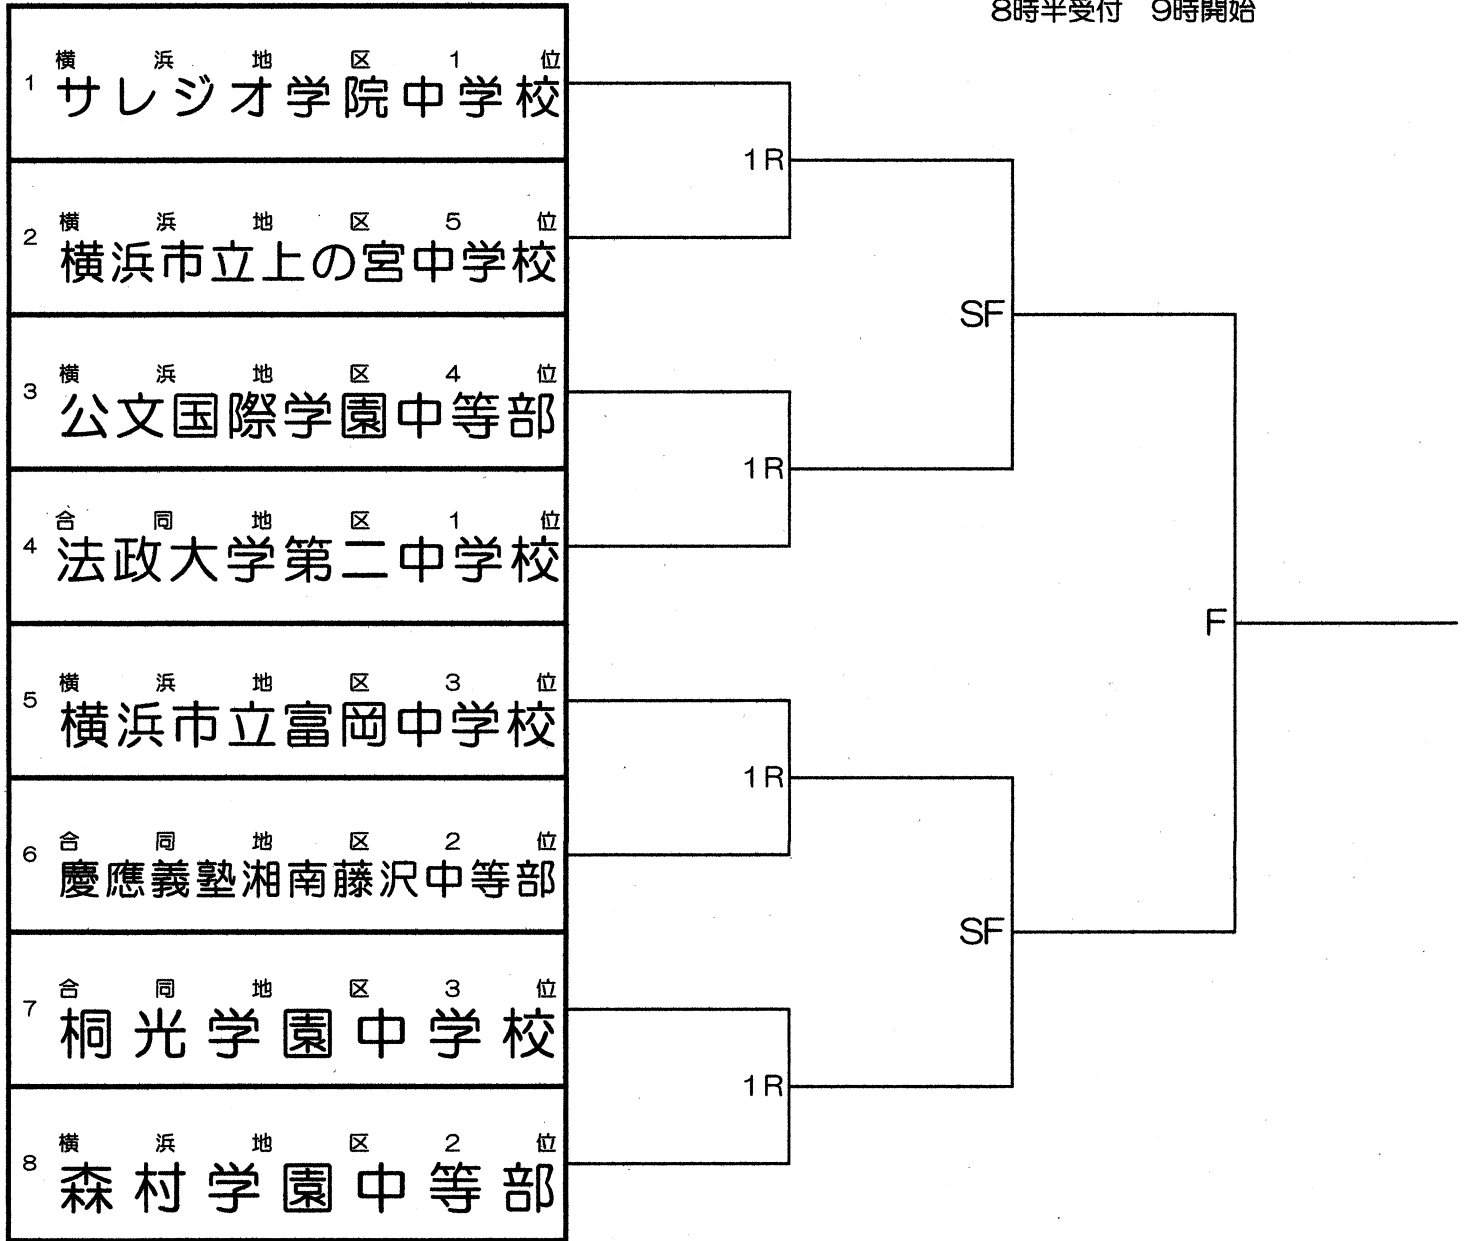 8時半受付 9時開始
横浜地区1位
1 サレジオ学院中学校
1R
横浜地区5位
2 横浜市立上の宮中学校
SF
横浜地区4位
3 公文国際学園中等部
1R
合同地区1位
4 法政大学第二中学校
F
横浜地区3位
5 横浜市立富岡中学校
1R
合同地区2位
6 慶應義塾湘南藤沢中等部
SF
合同地区3位
7 桐光学園中学校
1R
横浜地区2位
8 森村学園中等部